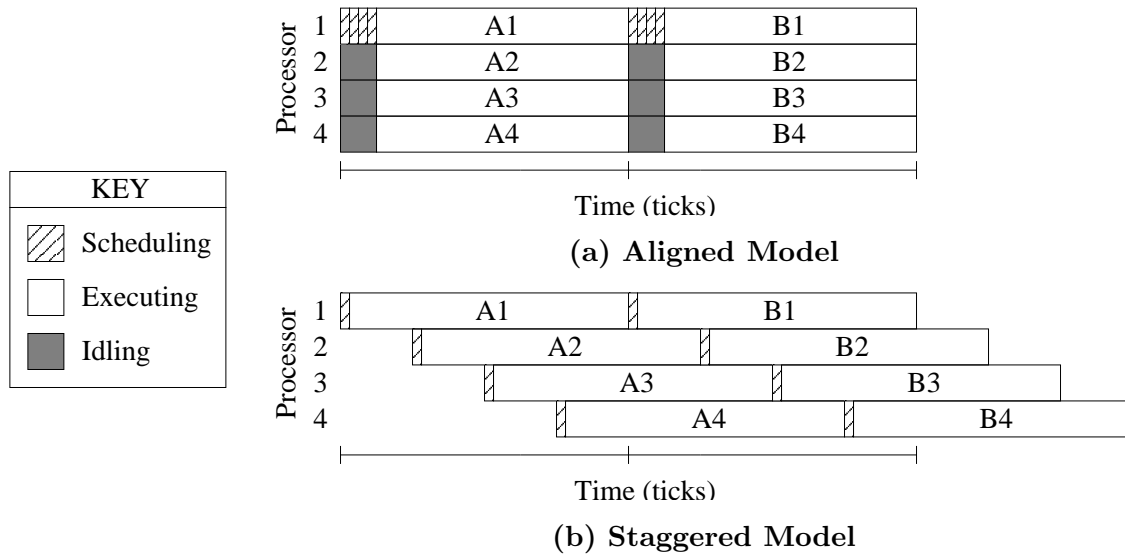 Processor
1 A1 B1
2 A2 B2
3 A3 B3
4 A4 B4
Time (ticks)
(a) Aligned Model
KEY
Scheduling
Executing
Idling
Processor
1 A1 B1
2 A2 B2
3 A3 B3
4 A4 B4
Time (ticks)
(b) Staggered Model